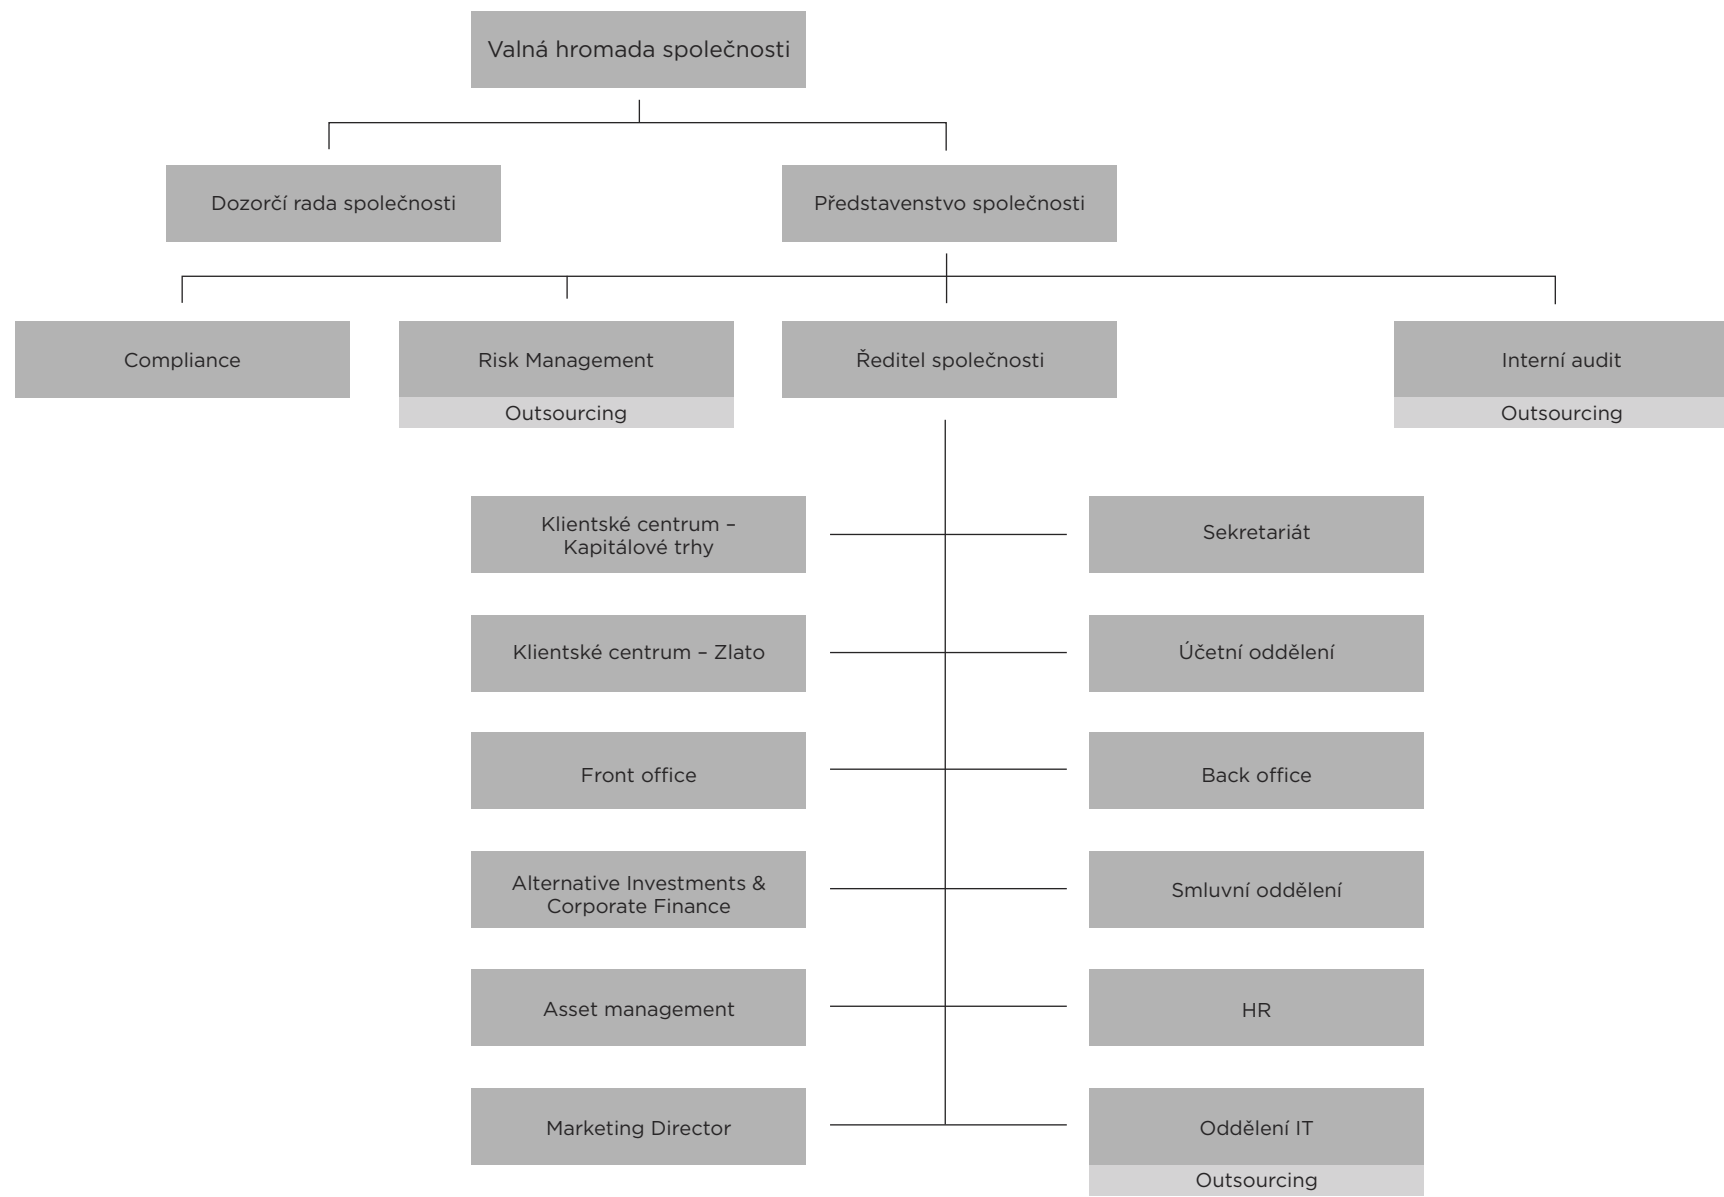 Valná hromada společnosti
Dozorčí rada společnosti
Představenstvo společnosti
Compliance
Risk Management
Outsourcing
Ředitel společnosti
Interní audit
Outsourcing
Klientské centrum –
Kapitálové trhy
Sekretariát
Klientské centrum – Zlato
Účetní oddělení
Front office
Back office
Alternative Investments &
Corporate Finance
Smluvní oddělení
Asset management
HR
Marketing Director
Oddělení IT
Outsourcing